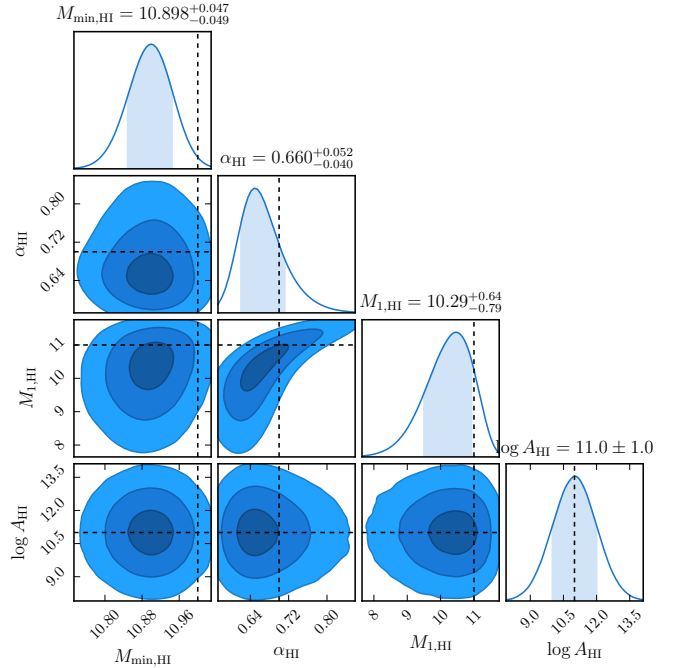 M_min,HI = 10.898^{+0.047}_{-0.049}
α_HI = 0.660^{+0.052}_{-0.040}
α_HI
0.80
0.72
0.64
M_1,HI = 10.29^{+0.64}_{-0.79}
M_1,HI
11
10
9
8
log A_HI = 11.0 ± 1.0
log A_HI
13.5
12.0
10.5
9.0
10.80 10.88 10.96 0.64 0.72 0.80 8 9 10 11 9.0 10.5 12.0 13.5
M_min,HI α_HI M_1,HI log A_HI